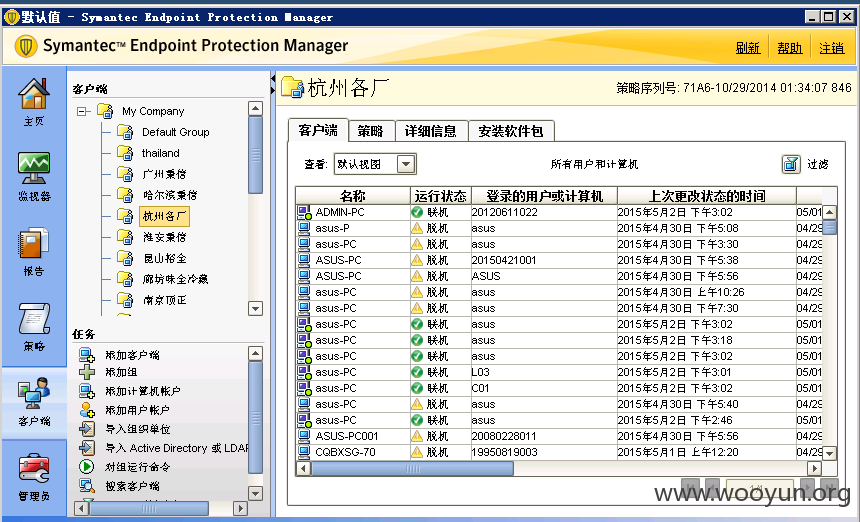 默认值 - Symantec Endpoint Protection Manager
Symantec™ Endpoint Protection Manager
刷新 帮助 注销
主页
监视器
报告
策略
客户端
管理员
客户端
My Company
Default Group
thailand
广州秉信
哈尔滨秉信
杭州各厂
淮安秉信
昆山裕全
廊坊味全冷藏
南京顶正
任务
添加客户端
添加组
添加计算机帐户
添加用户帐户
导入组织单位
导入 Active Directory 或 LDAP
对组运行命令
搜索客户端
杭州各厂
策略序列号: 71A6-10/29/2014 01:34:07 846
客户端 策略 详细信息 安装软件包
查看: 默认视图 所有用户和计算机 过滤
名称 运行状态 登录的用户或计算机 上次更改状态的时间
ADMIN-PC 联机 20120611022 2015年5月2日 下午3:02 05/01
asus-P 脱机 asus 2015年4月30日 下午5:08 04/29
asus-PC 脱机 asus 2015年4月30日 下午3:30 04/29
ASUS-PC 脱机 20150421001 2015年4月30日 下午5:38 04/29
ASUS-PC 脱机 ASUS 2015年4月30日 下午5:56 04/29
asus-PC 脱机 asus 2015年4月30日 上午10:26 04/29
asus-PC 脱机 asus 2015年4月30日 下午7:30 04/29
asus-PC 联机 asus 2015年5月2日 下午3:02 05/01
asus-PC 联机 asus 2015年5月2日 下午3:18 05/01
asus-PC 联机 asus 2015年5月2日 下午3:02 05/01
asus-PC 联机 L03 2015年5月2日 下午3:01 05/01
asus-PC 联机 C01 2015年5月2日 下午3:02 05/01
asus-PC 脱机 asus 2015年4月30日 下午5:40 04/29
asus-PC 联机 asus 2015年5月2日 下午2:46 05/01
ASUS-PC001 脱机 20080228011 2015年4月30日 下午5:56 04/29
CQBXSG-70 脱机 19950819003 2015年5月1日 上午12:20 04/29
www.wooyun.org